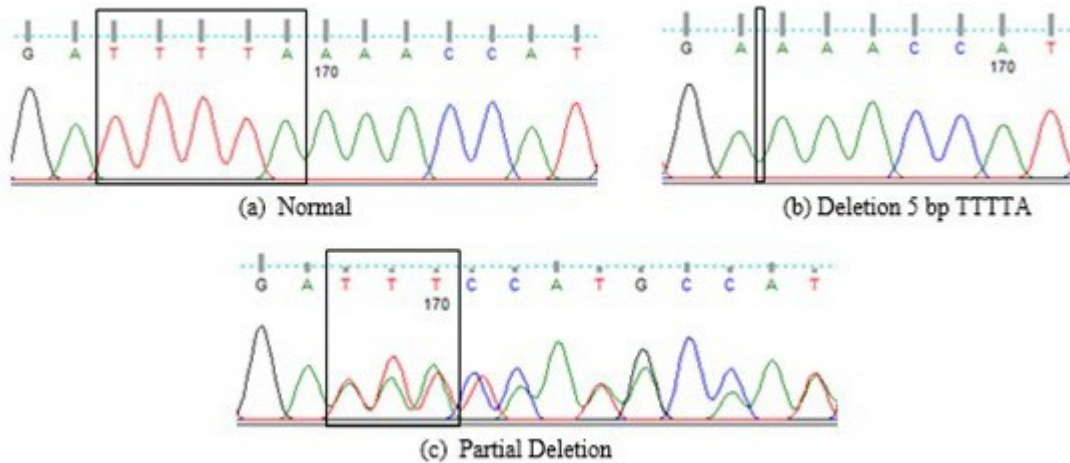 G A T T T T A A A A C C A T
170
(a) Normal
G A A A A C C A T
170
(b) Deletion 5 bp TTTTA
G A T T T C C A T G C C A T
170
(c) Partial Deletion